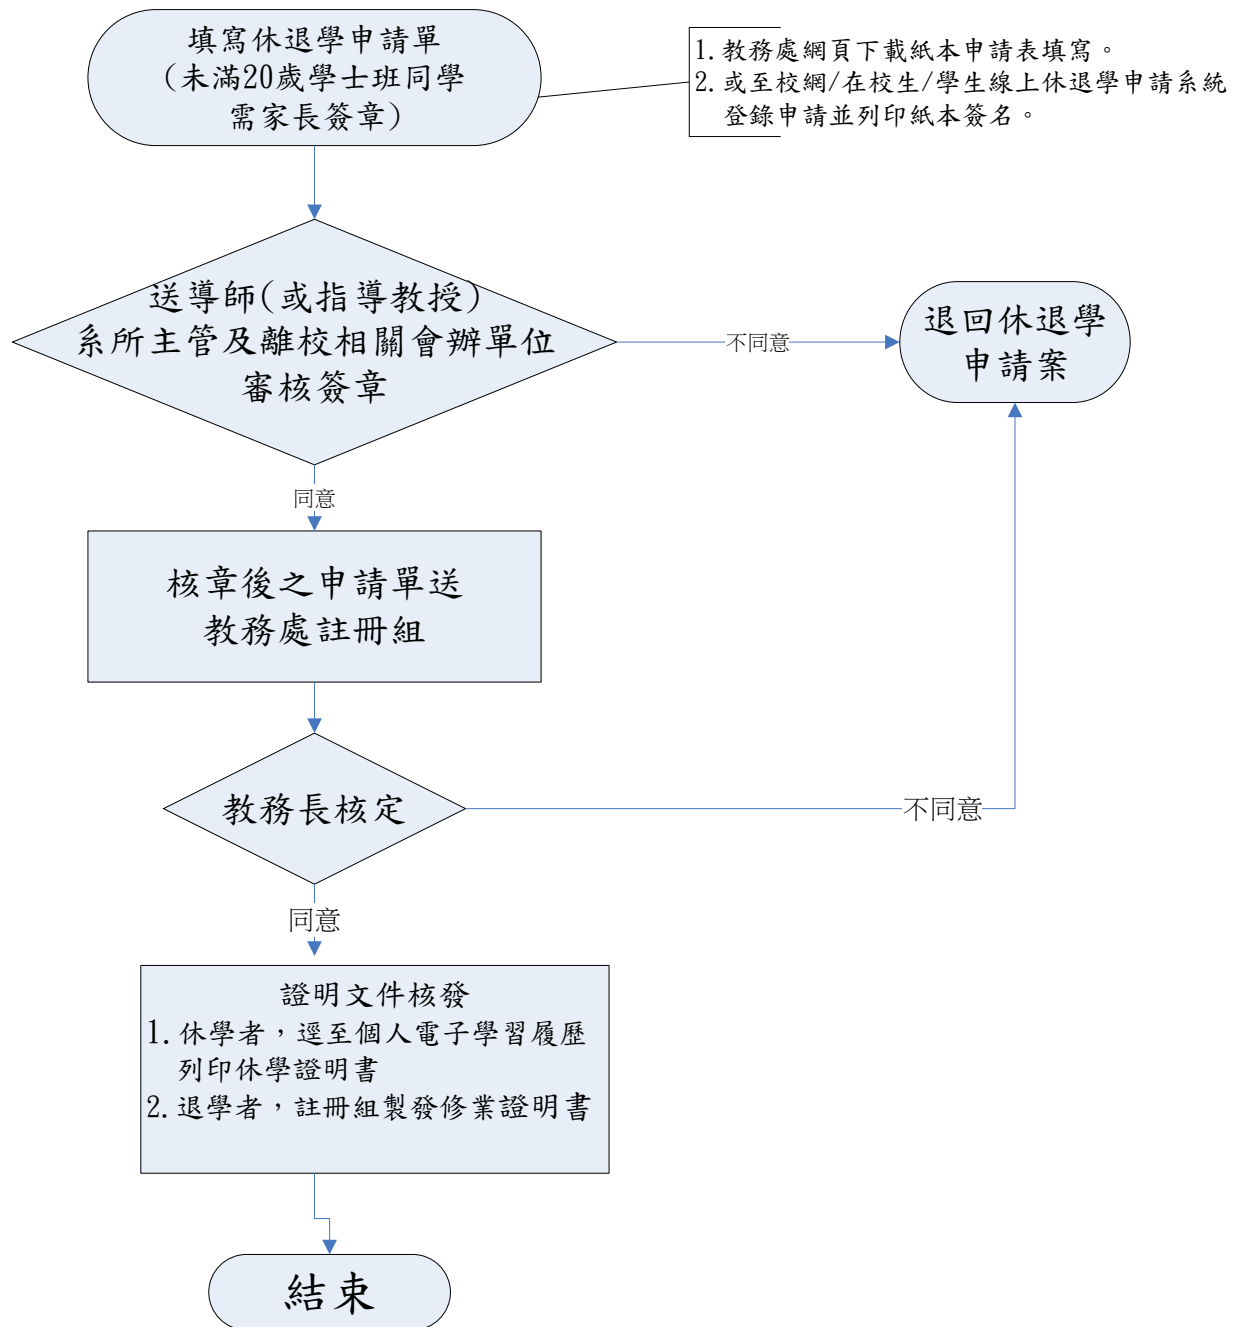 填寫休退學申請單
(未滿20歲學士班同學
需家長簽章)
1. 教務處網頁下載紙本申請表填寫。
2. 或至校網/在校生/學生線上休退學申請系統
登錄申請並列印紙本簽名。
送導師(或指導教授)
系所主管及離校相關會辦單位
審核簽章
不同意
退回休退學
申請案
同意
核章後之申請單送
教務處註冊組
教務長核定
不同意
同意
證明文件核發
1. 休學者，逕至個人電子學習履歷
列印休學證明書
2. 退學者，註冊組製發修業證明書
結束